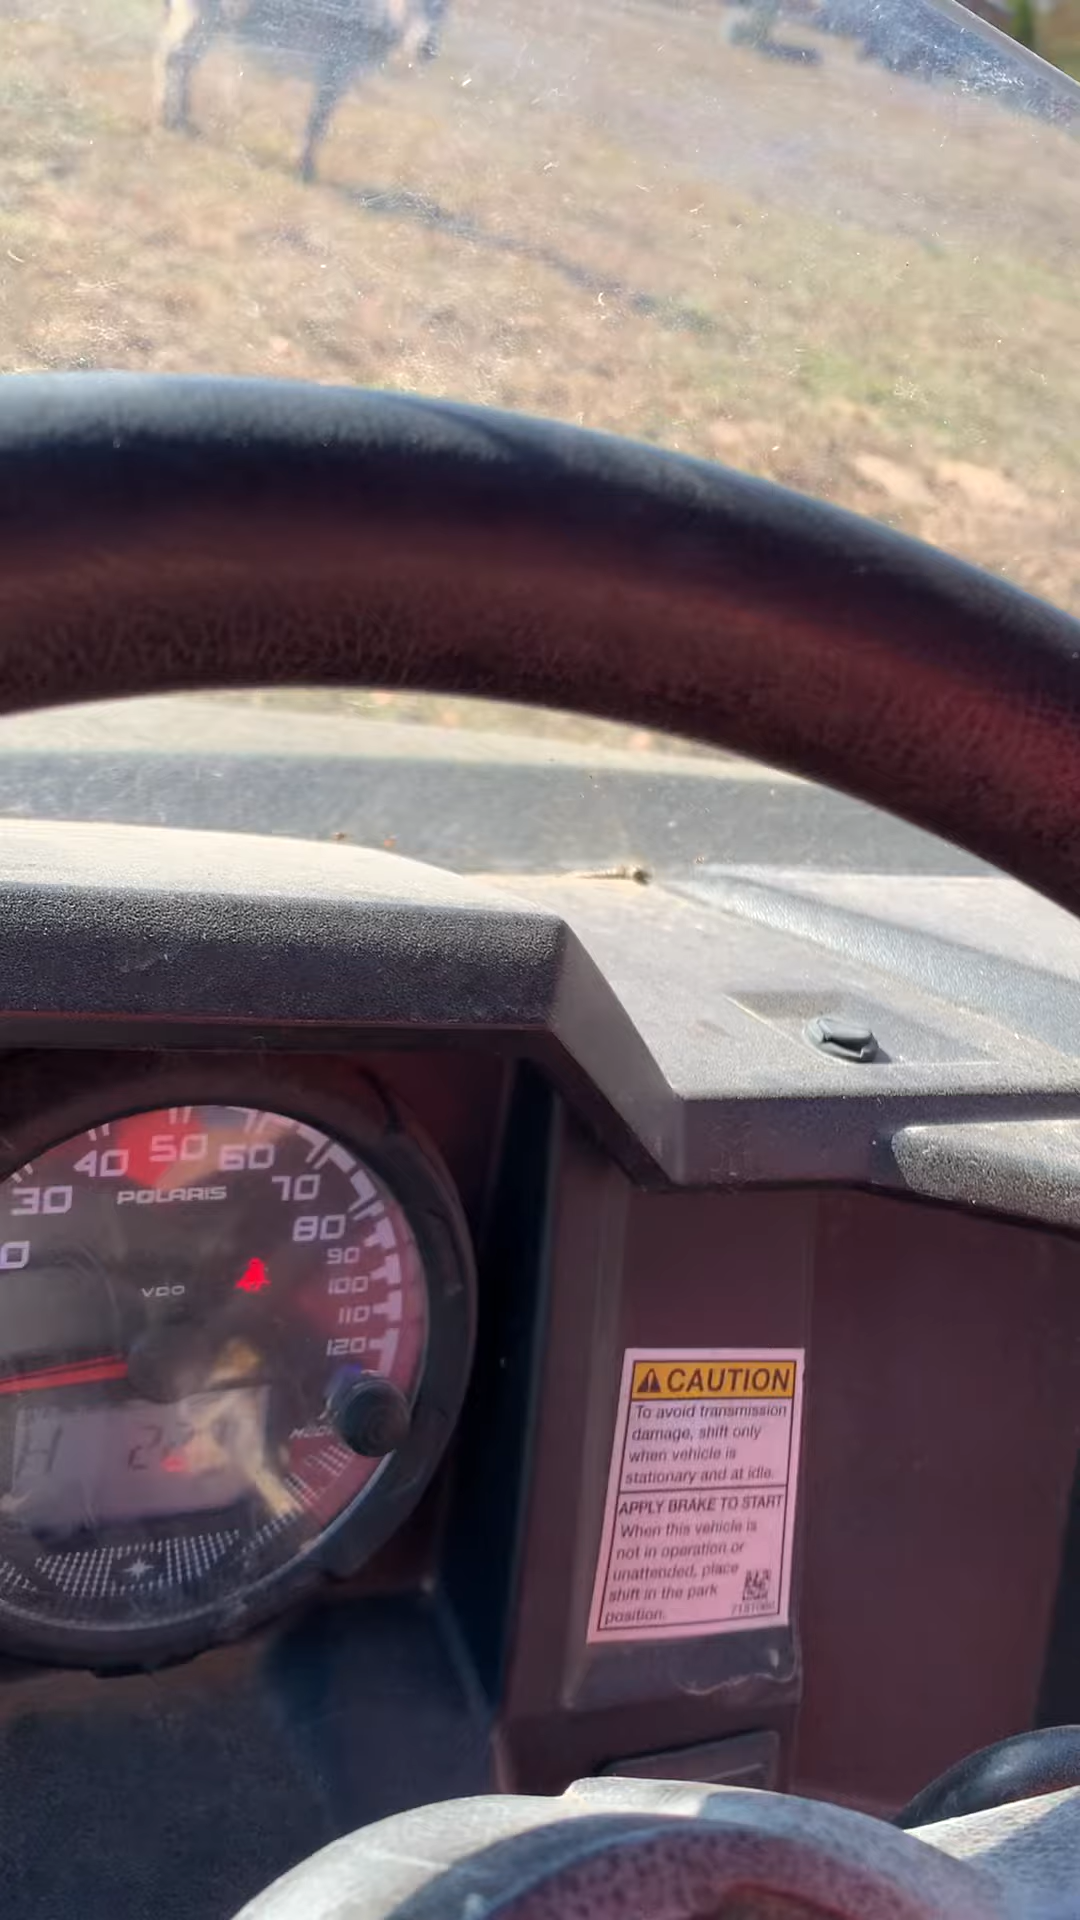 40 50 60
30 POLARIS 70
80
0 90
VDO 100
110
120
H 2
CAUTION
To avoid transmission
damage, shift only
when vehicle is
stationary and at idle.
APPLY BRAKE TO START
When this vehicle is
not in operation or
unattended, place
shift in the park
position.